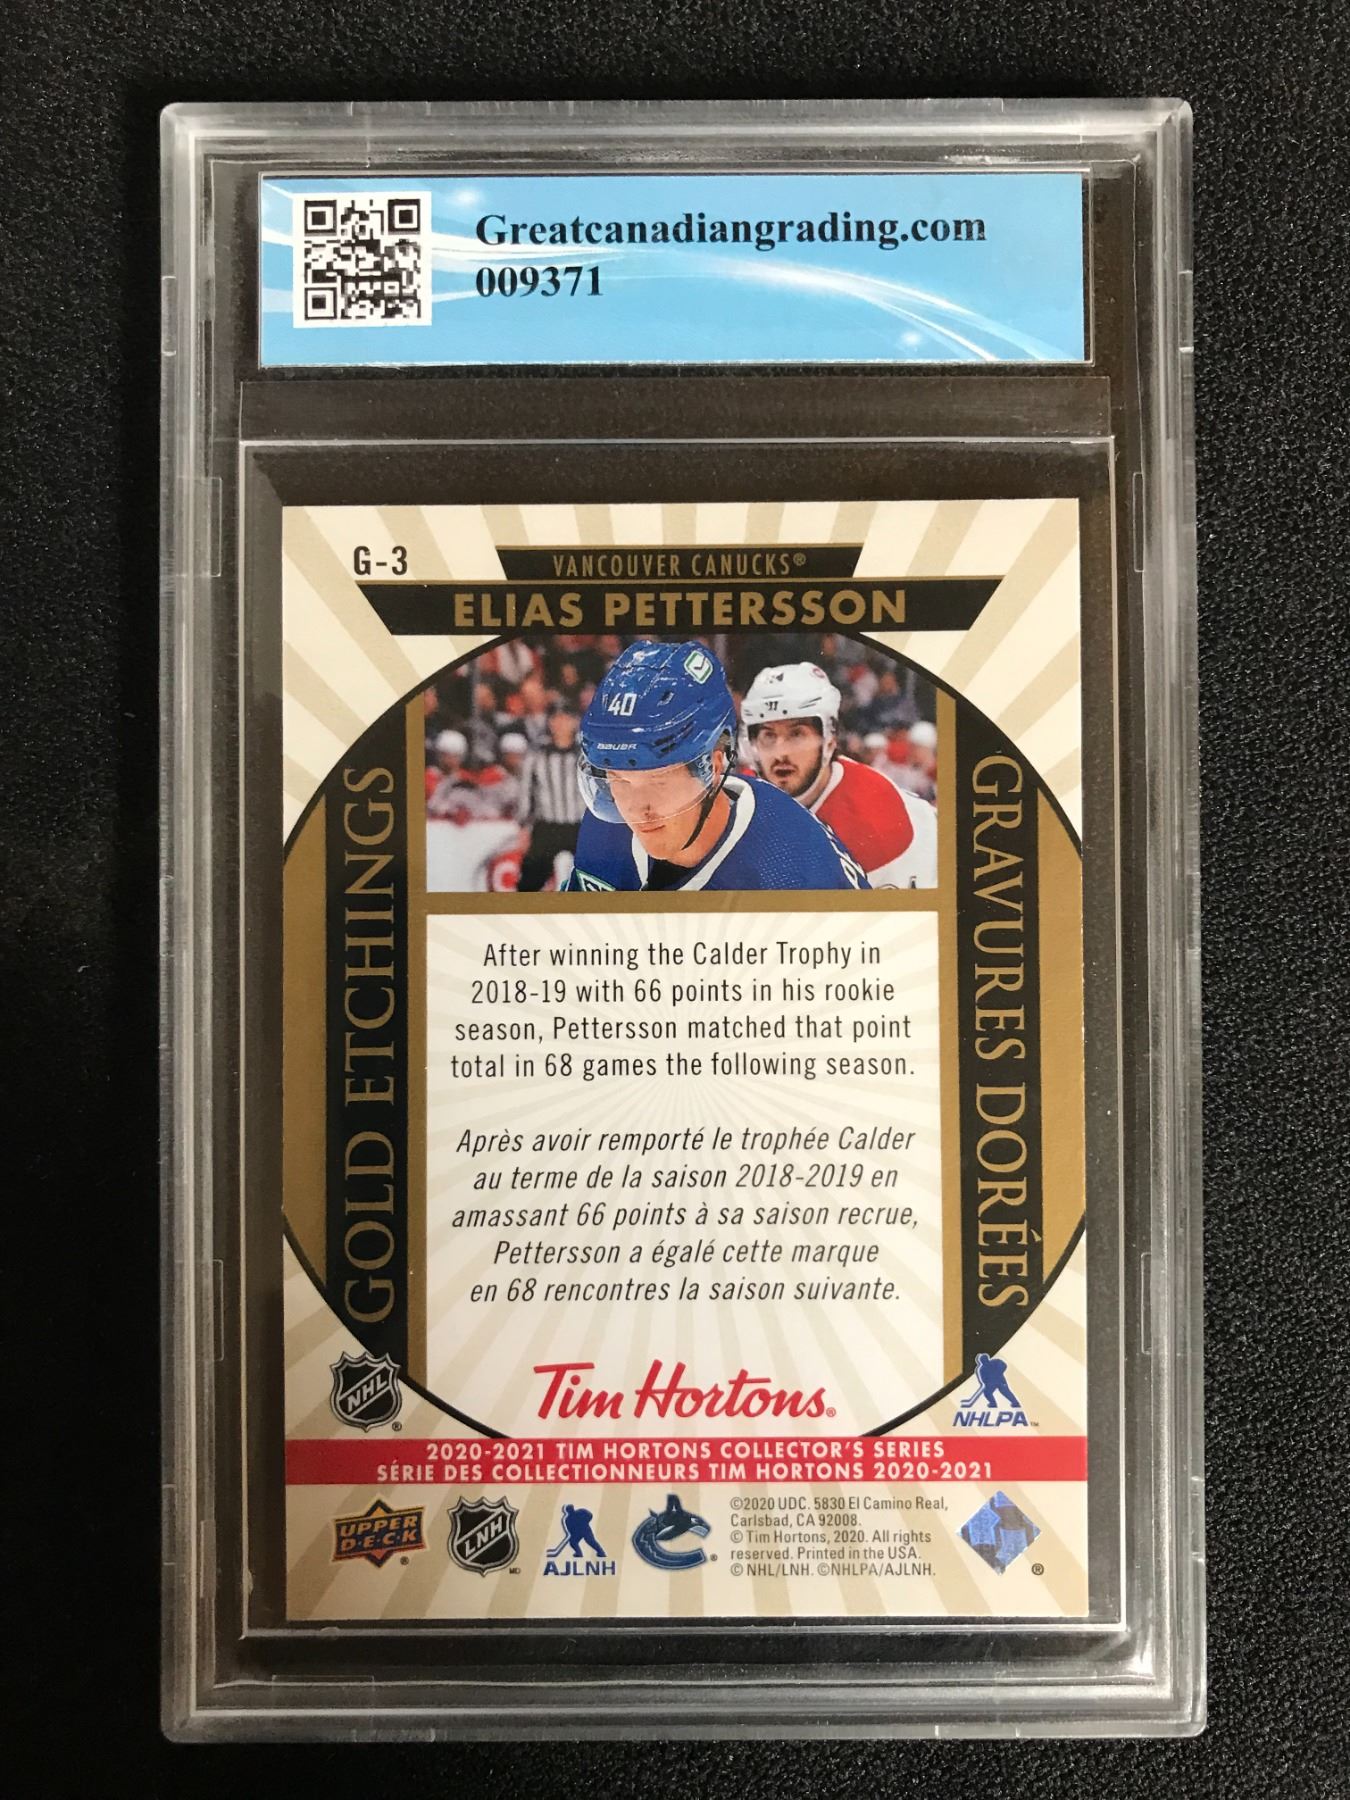 Greatcanadiangrading.com
009371
G-3
VANCOUVER CANUCKS®
ELIAS PETTERSSON
40
BAUER
GOLD ETCHINGS
GRAVURES DORÉES
After winning the Calder Trophy in
2018-19 with 66 points in his rookie
season, Pettersson matched that point
total in 68 games the following season.
Après avoir remporté le trophée Calder
au terme de la saison 2018-2019 en
amassant 66 points à sa saison recrue,
Pettersson a égalé cette marque
en 68 rencontres la saison suivante.
NHL ®
Tim Hortons®
NHLPA™
2020-2021 TIM HORTONS COLLECTOR'S SERIES
SÉRIE DES COLLECTIONNEURS TIM HORTONS 2020-2021
UPPER
D·E·C·K ®
LNH MD
AJLNH
®
©2020 UDC. 5830 El Camino Real,
Carlsbad, CA 92008.
© Tim Hortons, 2020. All rights
reserved. Printed in the USA.
© NHL/LNH. ©NHLPA/AJLNH.
®